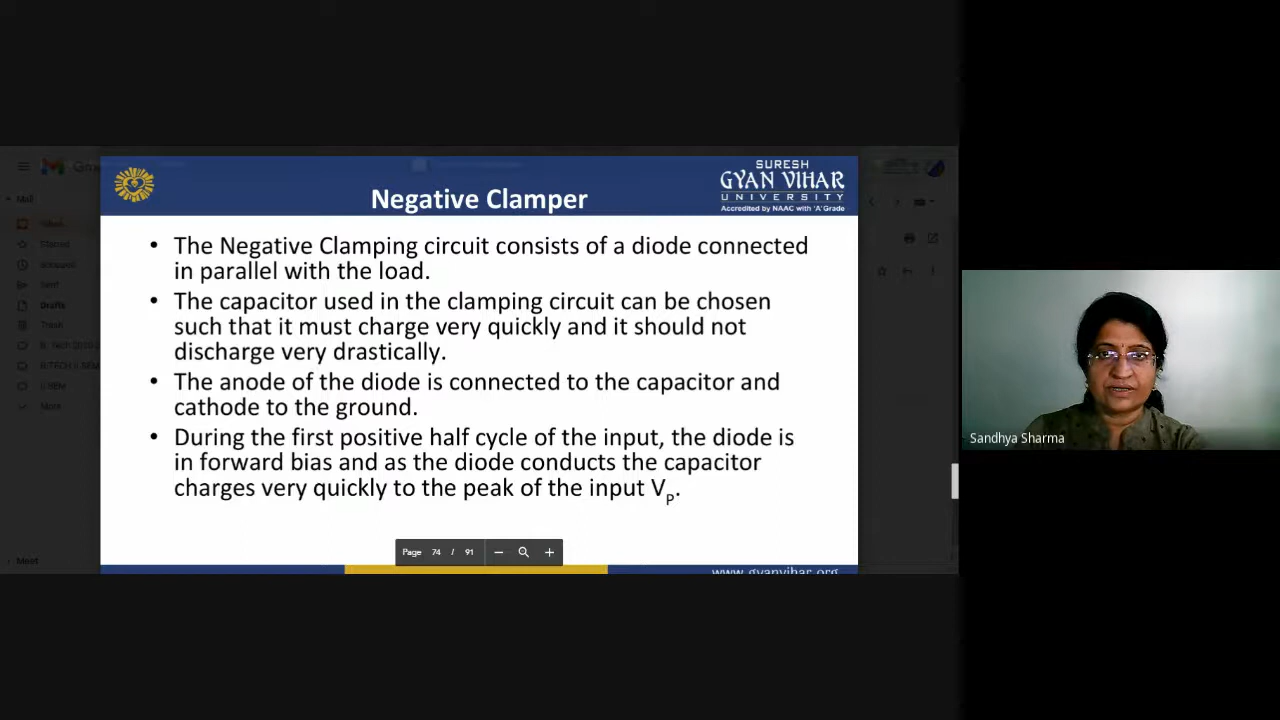 SURESH
GYAN VIHAR
UNIVERSITY
Accredited by NAAC with 'A' Grade
Negative Clamper
• The Negative Clamping circuit consists of a diode connected
in parallel with the load.
• The capacitor used in the clamping circuit can be chosen
such that it must charge very quickly and it should not
discharge very drastically.
• The anode of the diode is connected to the capacitor and
cathode to the ground.
• During the first positive half cycle of the input, the diode is
in forward bias and as the diode conducts the capacitor
charges very quickly to the peak of the input VP.
Page 74 / 91
www.gyanvihar.org
Mail
Starred
Snoozed
Sent
Drafts
Trash
More
Meet
Sandhya Sharma